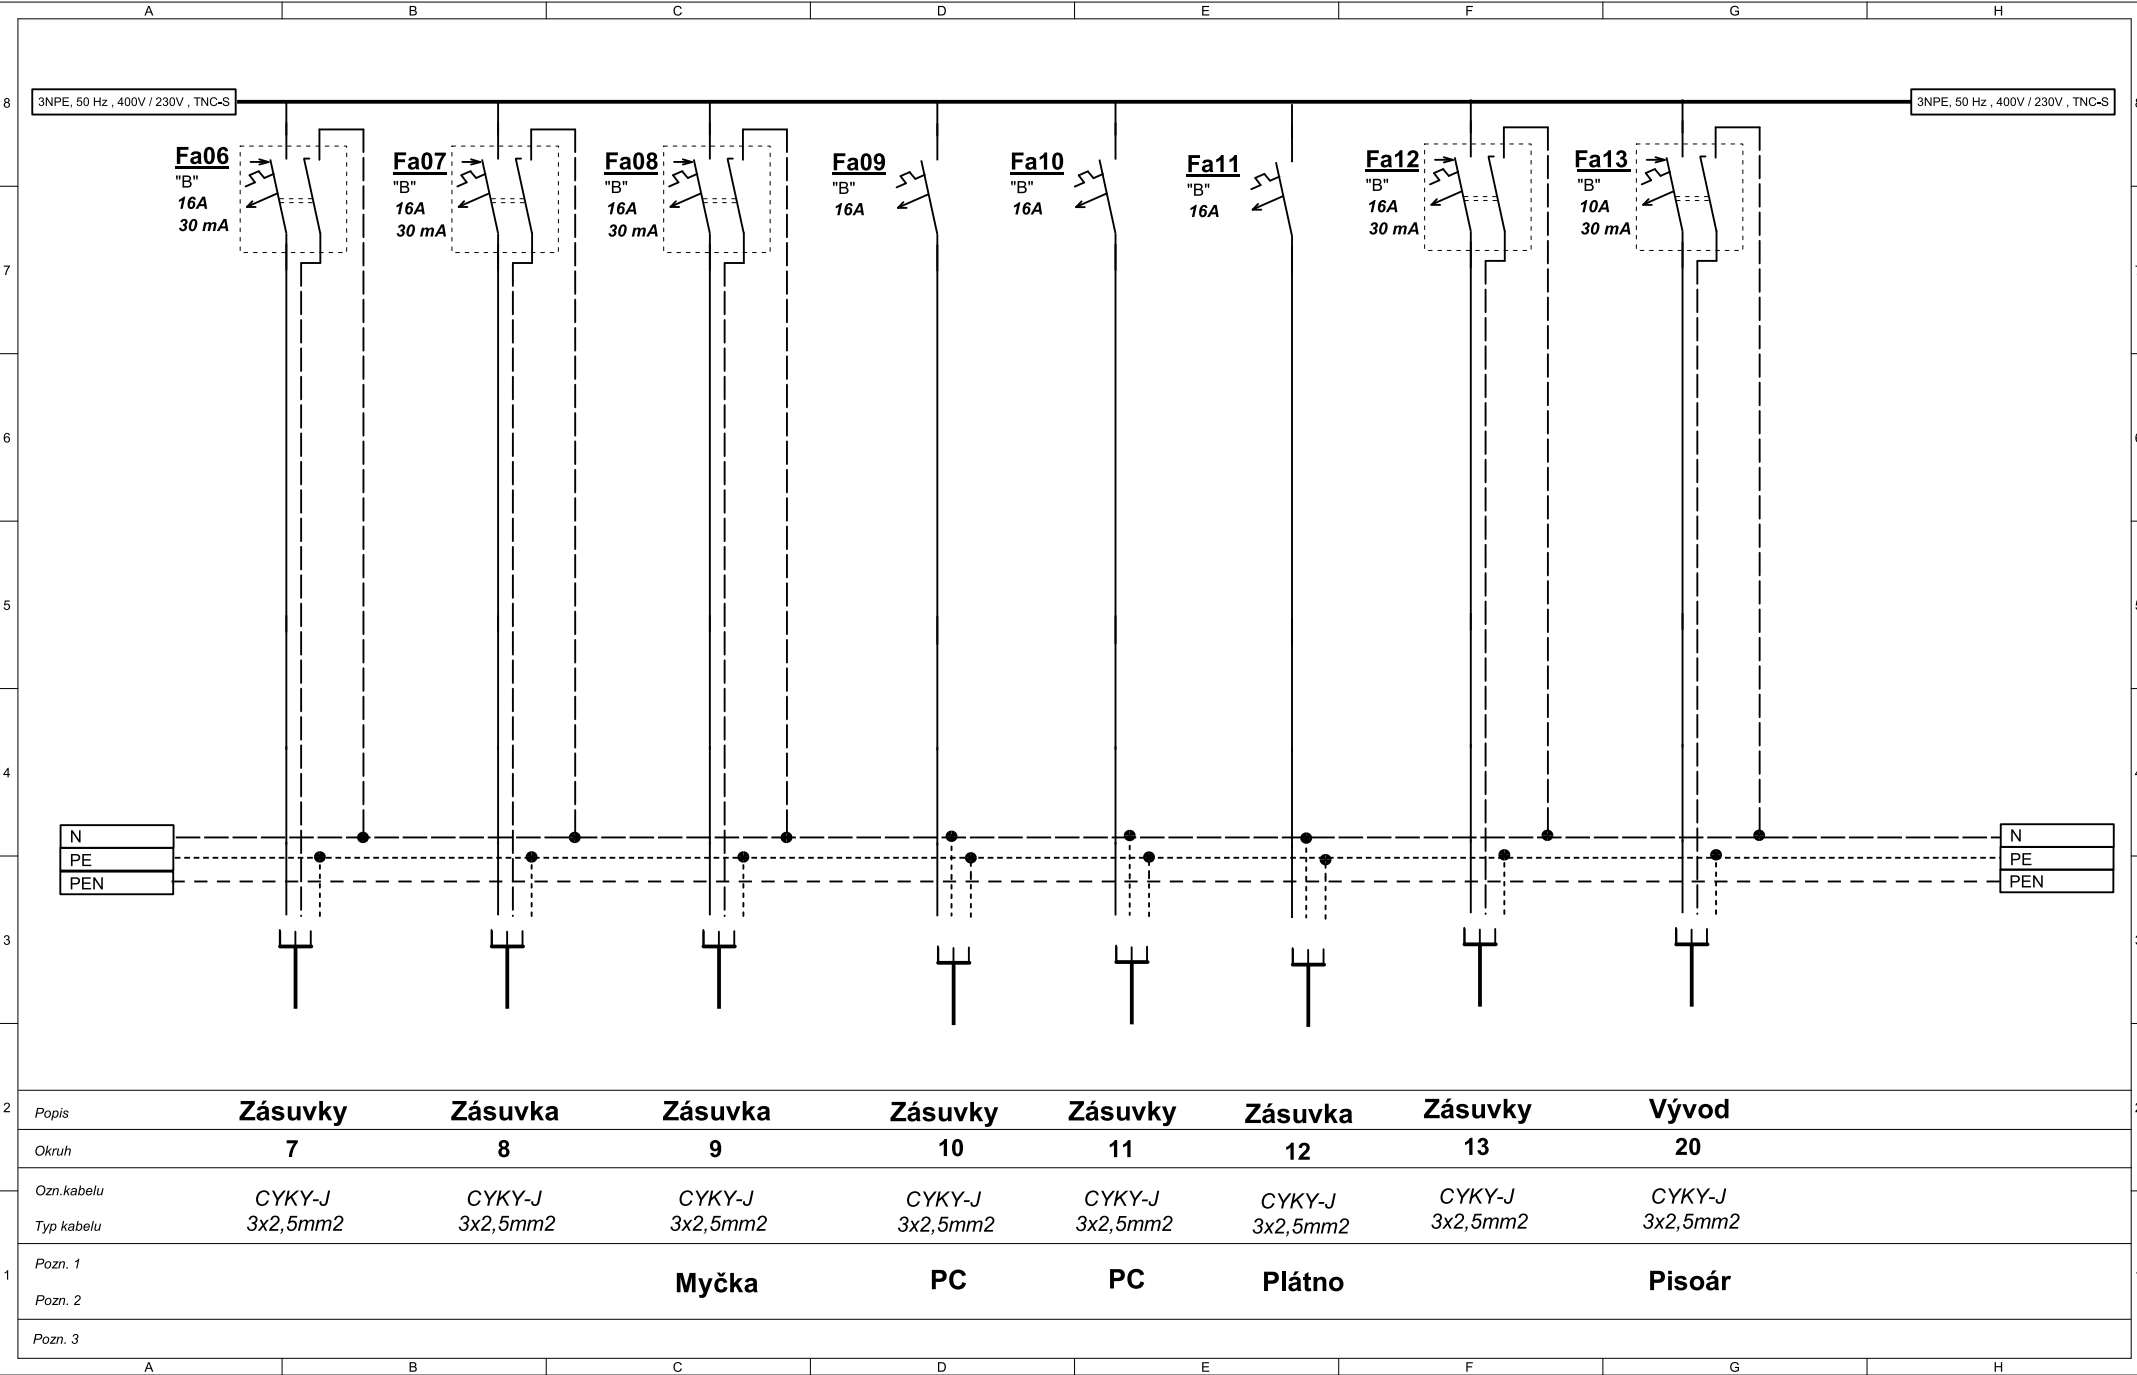 A B C D E F G H
8
3NPE, 50 Hz , 400V / 230V , TNC-S
3NPE, 50 Hz , 400V / 230V , TNC-S
Fa06
"B"
16A
30 mA
Fa07
"B"
16A
30 mA
Fa08
"B"
16A
30 mA
Fa09
"B"
16A
Fa10
"B"
16A
Fa11
"B"
16A
Fa12
"B"
16A
30 mA
Fa13
"B"
10A
30 mA
7
6
5
4
N N
PE PE
PEN PEN
3
2
Popis Zásuvky Zásuvka Zásuvka Zásuvky Zásuvky Zásuvka Zásuvky Vývod
Okruh 7 8 9 10 11 12 13 20
Ozn.kabelu CYKY-J CYKY-J CYKY-J CYKY-J CYKY-J CYKY-J CYKY-J CYKY-J
Typ kabelu 3x2,5mm2 3x2,5mm2 3x2,5mm2 3x2,5mm2 3x2,5mm2 3x2,5mm2 3x2,5mm2 3x2,5mm2
Pozn. 1
1 Myčka PC PC Plátno Pisoár
Pozn. 2
Pozn. 3
A B C D E F G H